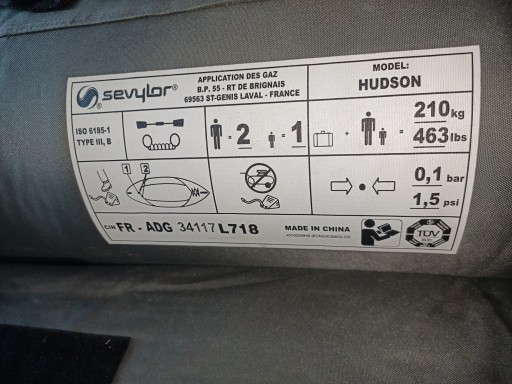 sevylor®
APPLICATION DES GAZ
B.P. 55 - RT DE BRIGNAIS
69563 ST-GENIS LAVAL - FRANCE
MODEL:
HUDSON
ISO 6185-1
TYPE III, B
= 2
= 1
+
=
210 kg
463 lbs
1
2
0,1 bar
1,5 psi
CIN FR - ADG 34117 L718
MADE IN CHINA
TÜV